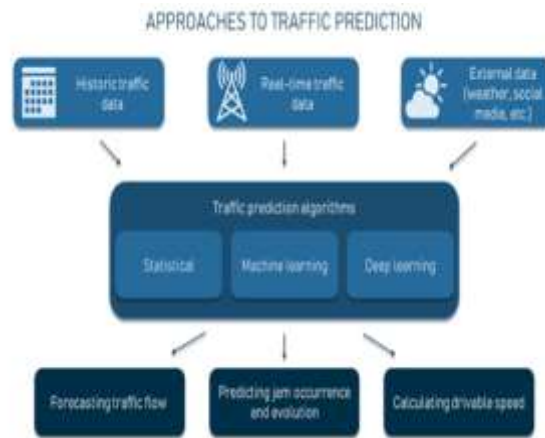 APPROACHES TO TRAFFIC PREDICTION
Historic traffic
data
Real-time traffic
data
External data
(weather, social
media, etc.)
Traffic prediction algorithms
Statistical
Machine learning
Deep learning
Forecasting traffic flow
Predicting jam occurrence
and evolution
Calculating drivable speed